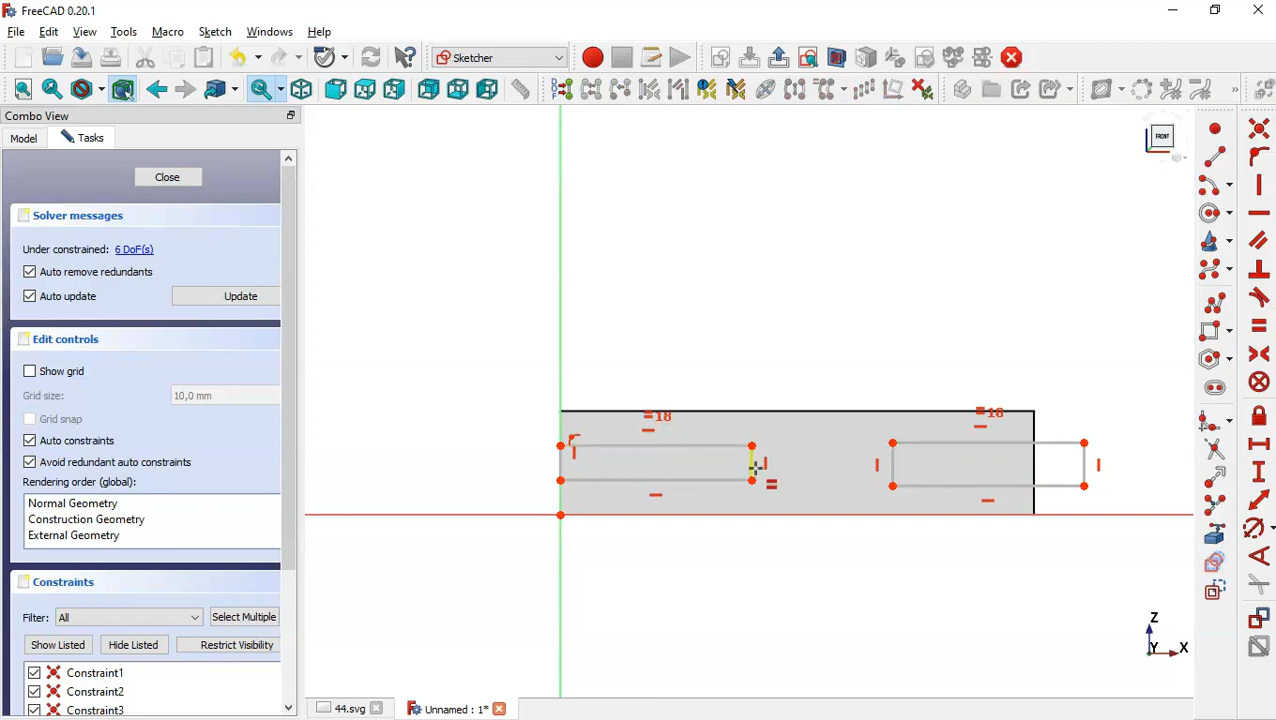 FreeCAD 0.20.1
File Edit View Tools Macro Sketch Windows Help
Sketcher
Combo View
Model Tasks
Close
Solver messages
Under constrained: 6 DoF(s)
Auto remove redundants
Auto update Update
Edit controls
Show grid
Grid size: 10,0 mm
Grid snap
Auto constraints
Avoid redundant auto constraints
Rendering order (global):
Normal Geometry
Construction Geometry
External Geometry
Constraints
Filter: All Select Multiple
Show Listed Hide Listed Restrict Visibility
Constraint1
Constraint2
Constraint3
FRONT
18
18
Z
Y X
44.svg Unnamed : 1*